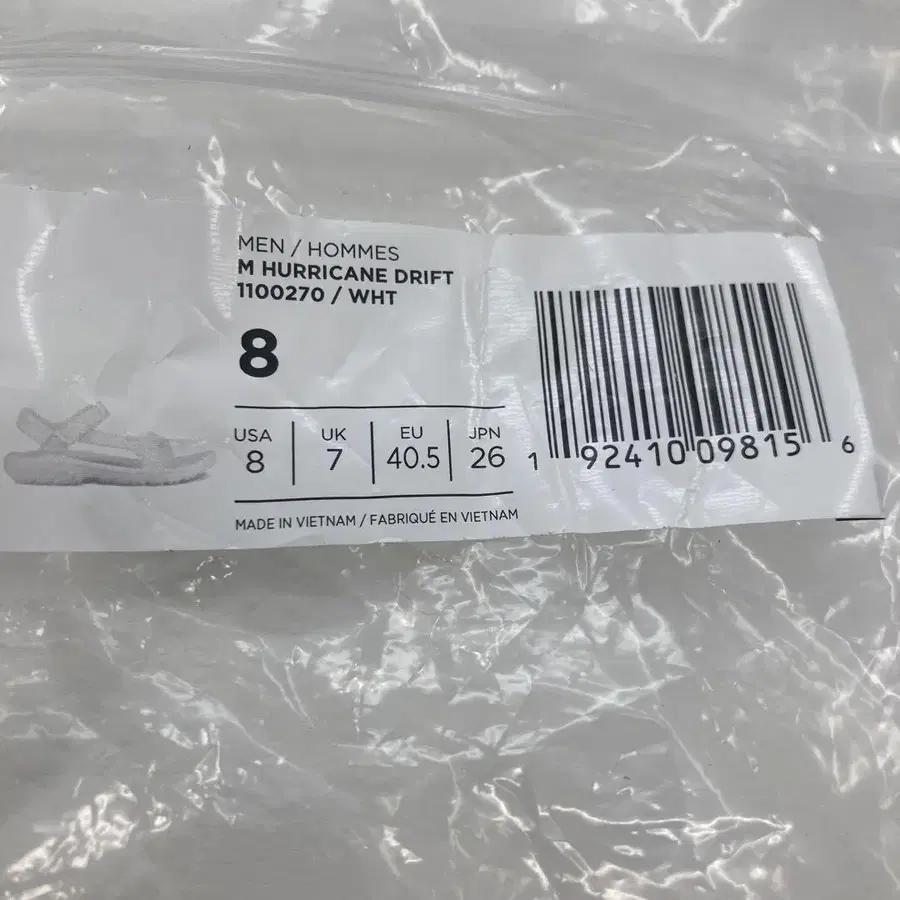 MEN / HOMMES
M HURRICANE DRIFT
1100270 / WHT
8
USA UK EU JPN
8 7 40.5 26
MADE IN VIETNAM / FABRIQUÉ EN VIETNAM
1 92410 09815 6